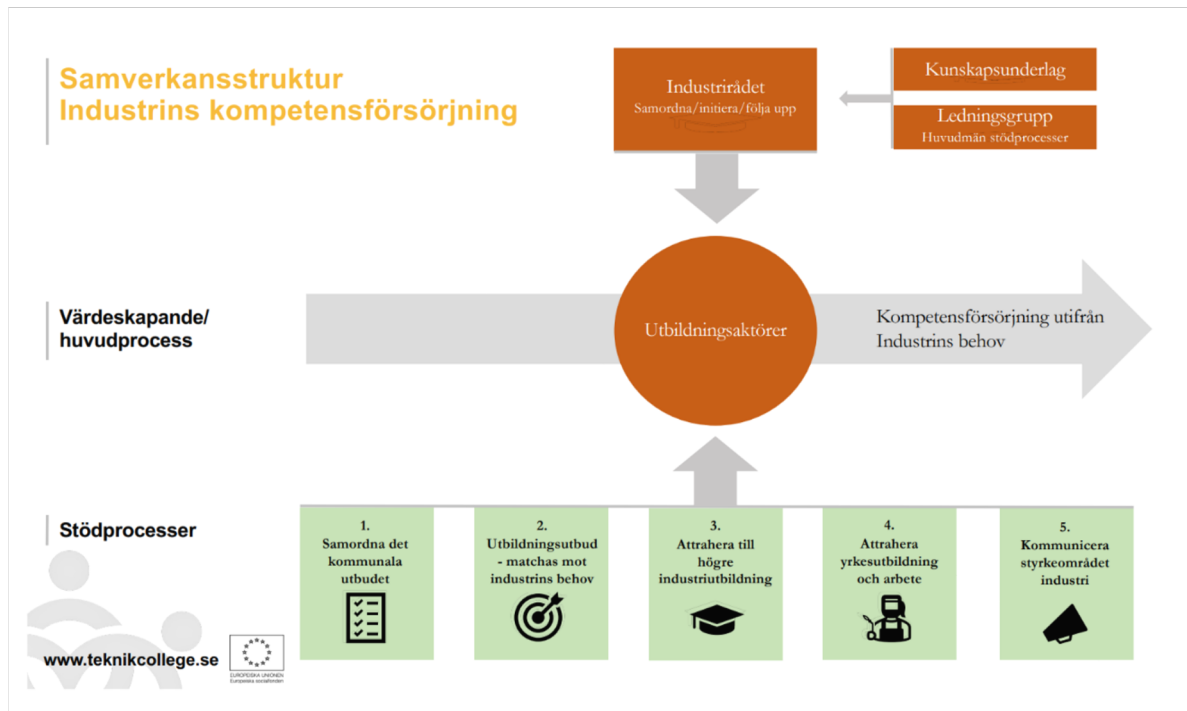 Samverkansstruktur
Industrins kompetensförsörjning
Industrirådet
Samordna/initiera/följa upp
Kunskapsunderlag
Ledningsgrupp
Huvudmän stödprocesser
Värdeskapande/
huvudprocess
Utbildningsaktörer
Kompetensförsörjning utifrån
Industrins behov
Stödprocesser
1.
Samordna det
kommunala
utbudet
2.
Utbildningsutbud
- matchas mot
industrins behov
3.
Attrahera till
högre
industriutbildning
4.
Attrahera
yrkesutbildning
och arbete
5.
Kommunicera
styrkeområdet
industri
www.teknikcollege.se
EUROPEISKA UNIONEN
Europeiska socialfonden